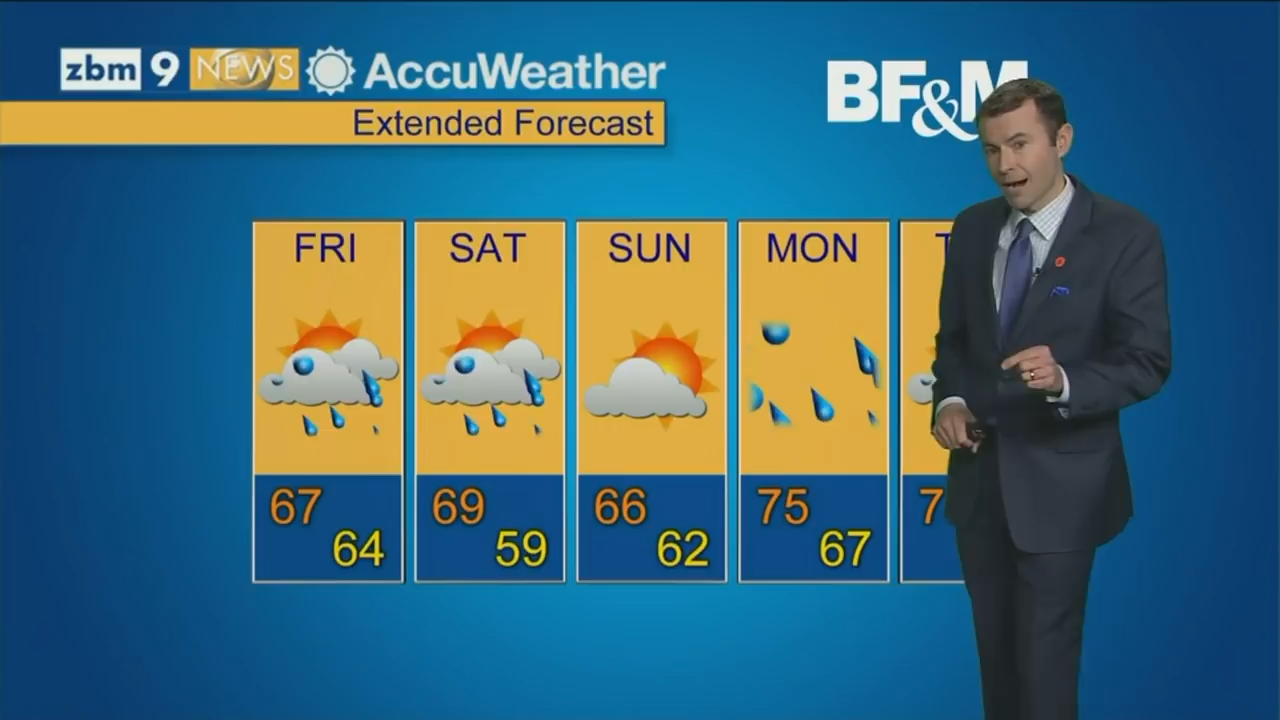 zbm 9 NEWS AccuWeather
Extended Forecast
BF&M
FRI SAT SUN MON
67 69 66 75
64 59 62 67